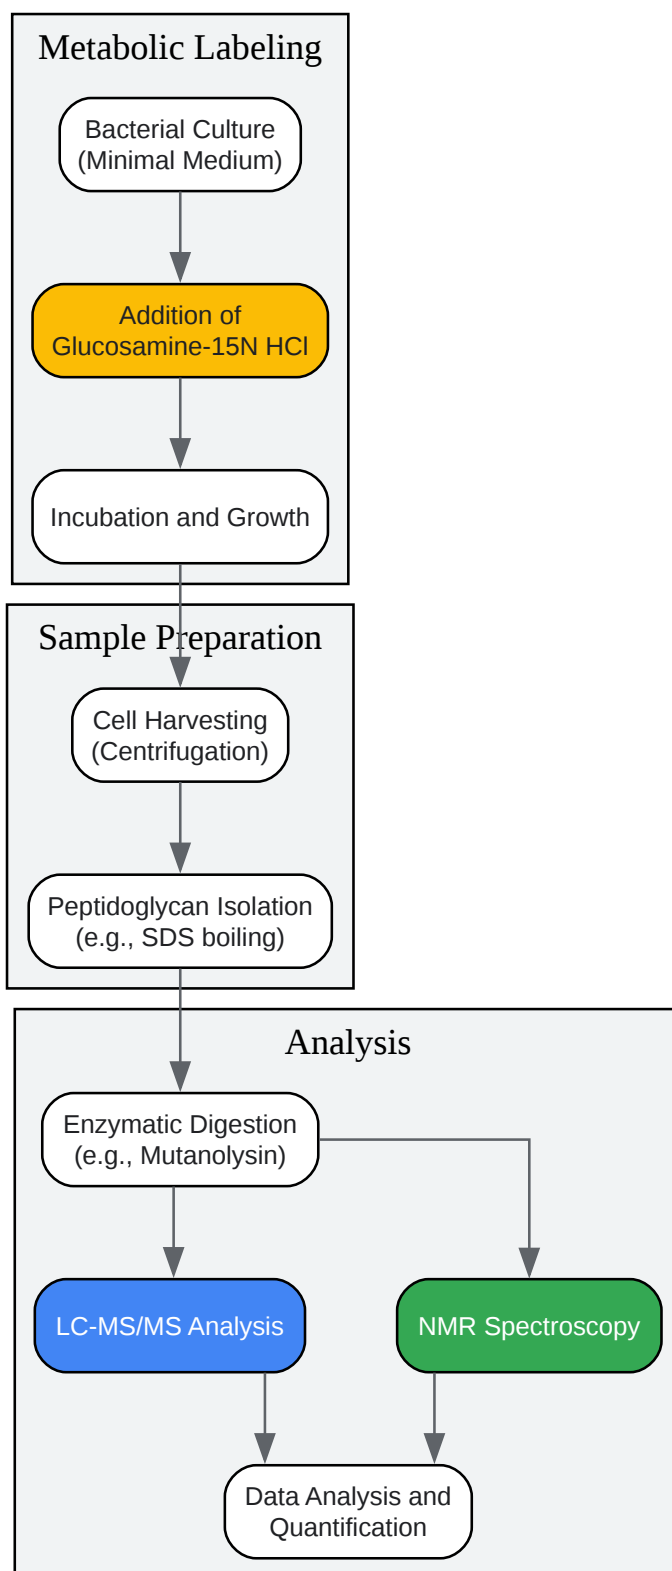 Metabolic Labeling
Bacterial Culture
(Minimal Medium)
Addition of
Glucosamine-15N HCl
Incubation and Growth
Sample Preparation
Cell Harvesting
(Centrifugation)
Peptidoglycan Isolation
(e.g., SDS boiling)
Analysis
Enzymatic Digestion
(e.g., Mutanolysin)
LC-MS/MS Analysis
NMR Spectroscopy
Data Analysis and
Quantification